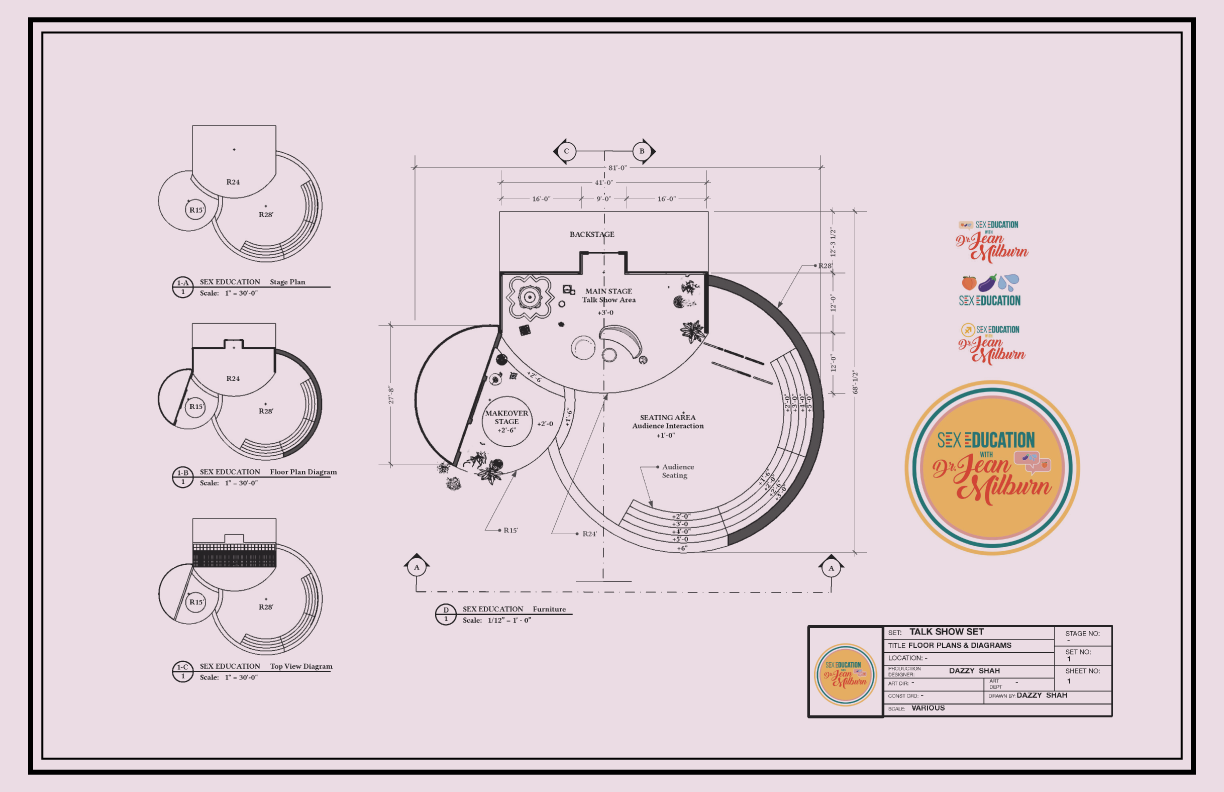 R24
R15'
R28'
1-A
1
SEX EDUCATION Stage Plan
Scale: 1" = 30'-0"
R24
R15'
R28'
1-B
1
SEX EDUCATION Floor Plan Diagram
Scale: 1" = 30'-0"
R15'
R28'
1-C
1
SEX EDUCATION Top View Diagram
Scale: 1" = 30'-0"
C
B
81'-0"
41'-0"
16'-0"
9'-0"
16'-0"
BACKSTAGE
12'-3 1/2"
R28'
MAIN STAGE
Talk Show Area
+3'-0
12'-0"
12'-0"
68'-1/2"
27'-8"
+2'-6
MAKEOVER
STAGE
+2'-6"
+2'-0
+1'-6"
SEATING AREA
Audience Interaction
+1'-0"
Audience
Seating
+2'-0"
+3'-0"
+4'-0"
+5'-0
+6"
R15'
R24'
A
A
D
1
SEX EDUCATION Furniture
Scale: 1/12" = 1' - 0"
SEX EDUCATION
WITH
Dr. Jean
Milburn
SEX EDUCATION
SEX EDUCATION
Dr. Jean
Milburn
SEX EDUCATION
WITH
Dr. Jean
Milburn
SEX EDUCATION
Dr. Jean
Milburn
SET: TALK SHOW SET
STAGE NO:
-
TITLE FLOOR PLANS & DIAGRAMS
LOCATION: -
SET NO:
1
PRODUCTION
DESIGNER: DAZZY SHAH
SHEET NO:
1
ART DIR: -
ART
DEPT -
CONST CRD: -
DRAWN BY DAZZY SHAH
SCALE: VARIOUS